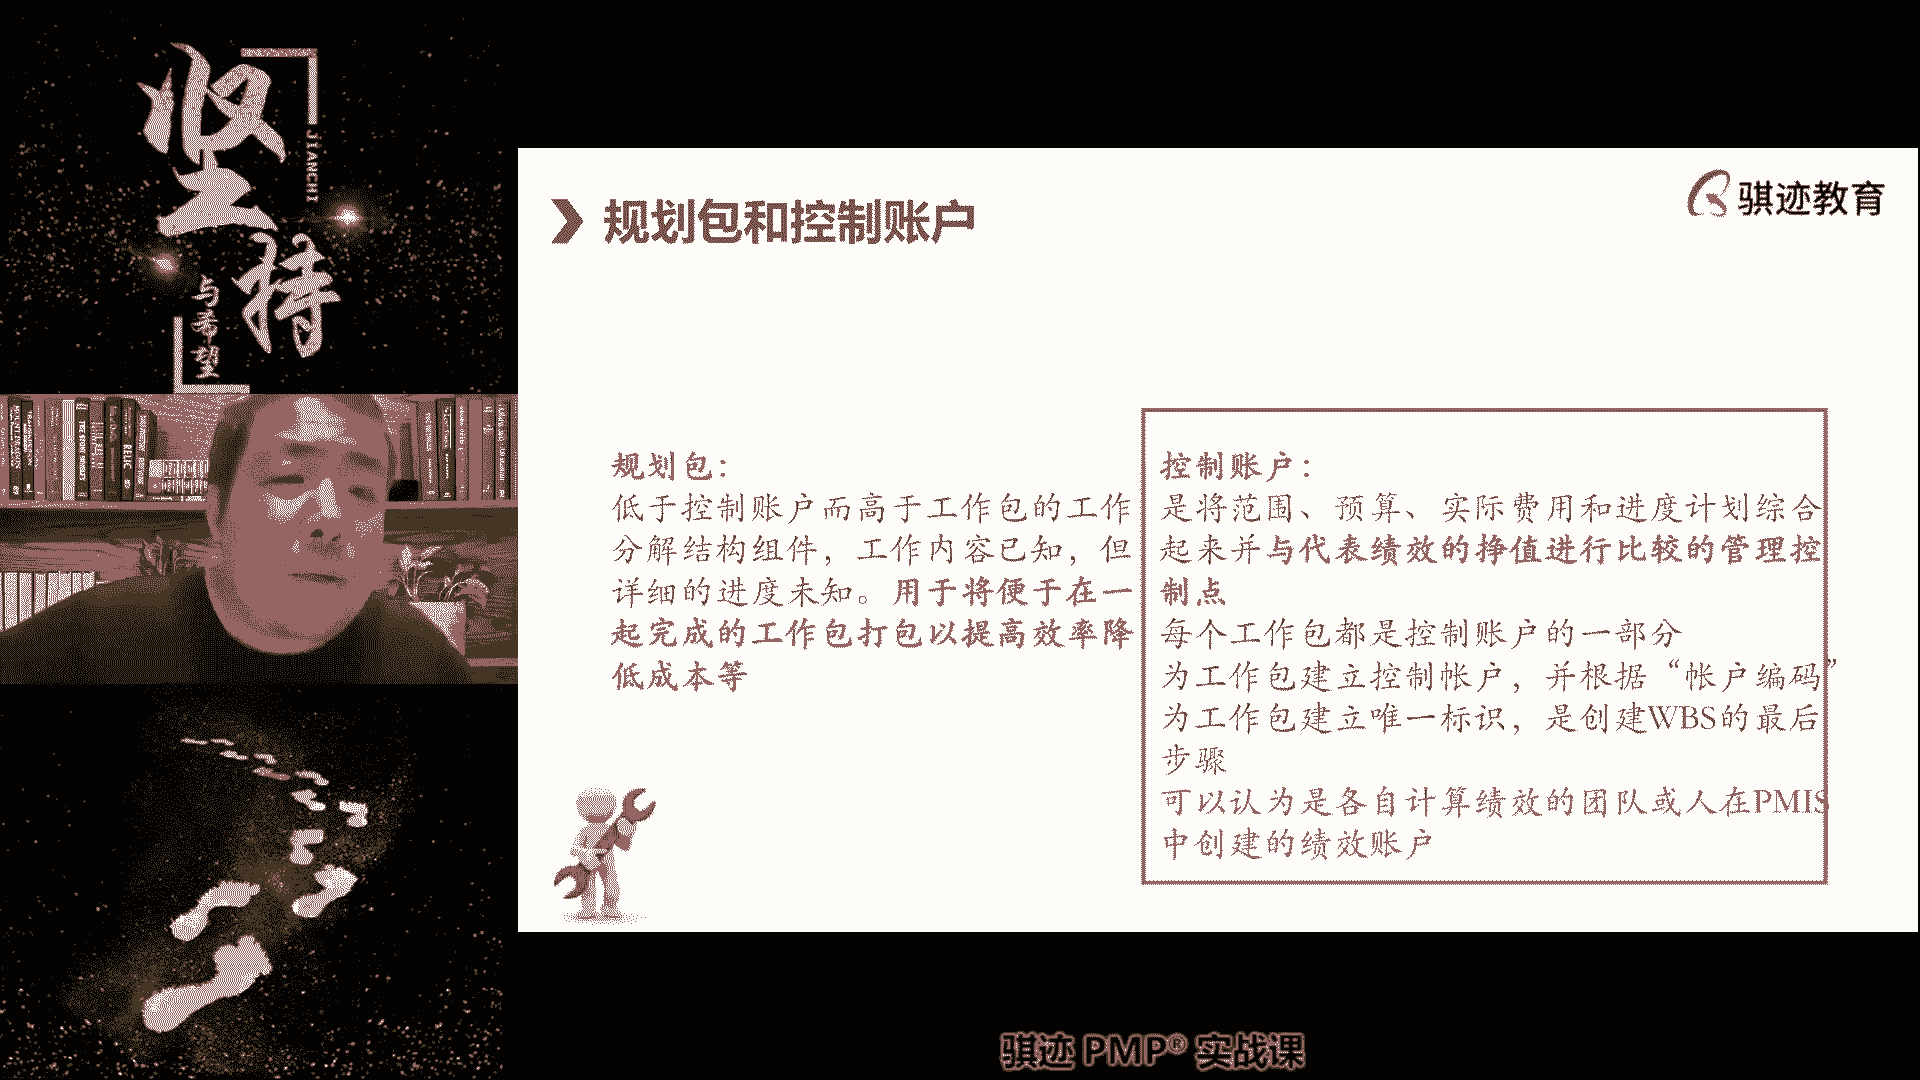 坚持
JIANCHI
与希望
规划包和控制账户
骐迹教育
规划包：
低于控制账户而高于工作包的工作
分解结构组件，工作内容已知，但
详细的进度未知。用于将便于在一
起完成的工作包打包以提高效率降
低成本等
控制账户：
是将范围、预算、实际费用和进度计划综合
起来并与代表绩效的挣值进行比较的管理控
制点
每个工作包都是控制账户的一部分
为工作包建立控制帐户，并根据“帐户编码”
为工作包建立唯一标识，是创建WBS的最后
步骤
可以认为是各自计算绩效的团队或人在PMIS
中创建的绩效账户
骐迹 PMP® 实战课